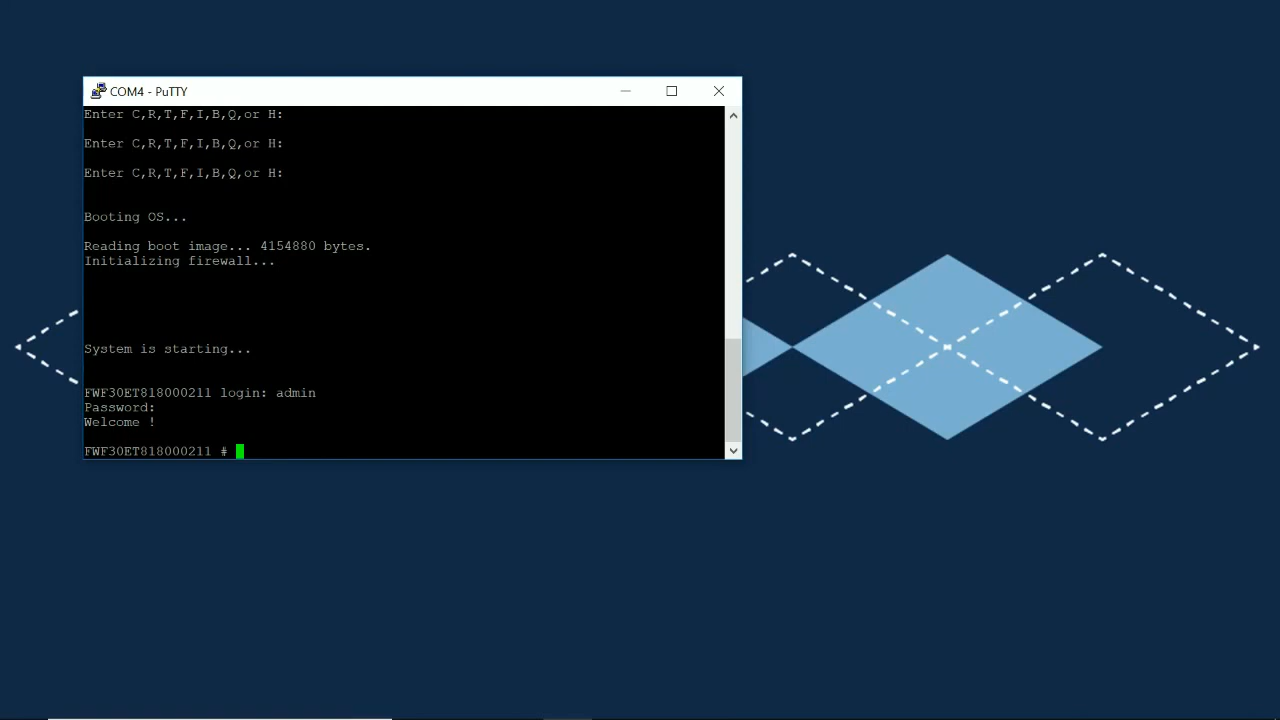 COM4 - PuTTY
Enter C,R,T,F,I,B,Q,or H:
Enter C,R,T,F,I,B,Q,or H:
Enter C,R,T,F,I,B,Q,or H:
Booting OS...
Reading boot image... 4154880 bytes.
Initializing firewall...
System is starting...
FWF30ET818000211 login: admin
Password:
Welcome !
FWF30ET818000211 #